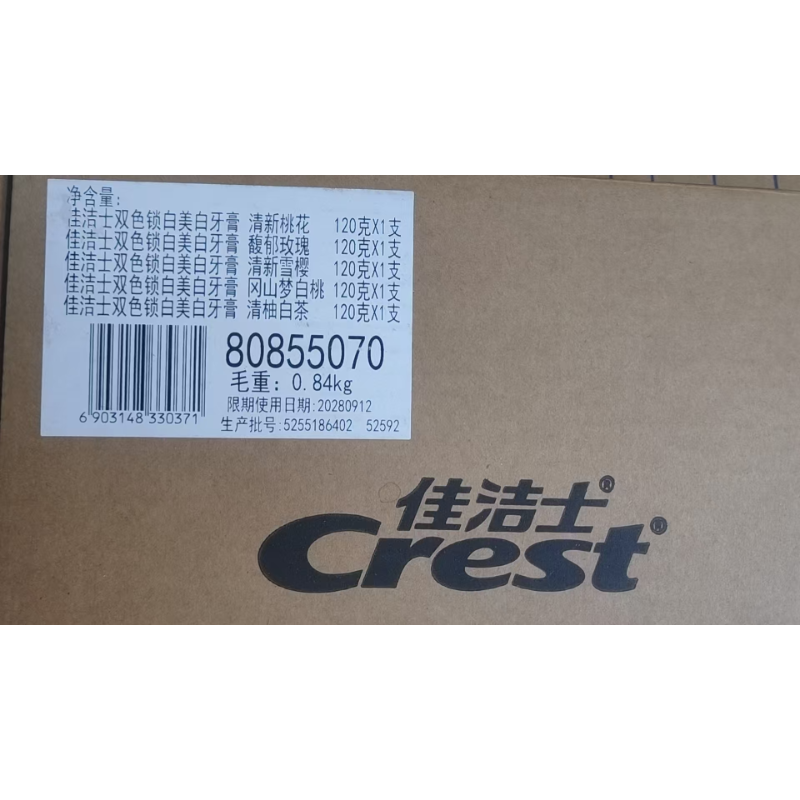 净含量:
佳洁士双色锁白美白牙膏 清新桃花 120克X1支
佳洁士双色锁白美白牙膏 馥郁玫瑰 120克X1支
佳洁士双色锁白美白牙膏 清新雪樱 120克X1支
佳洁士双色锁白美白牙膏 冈山梦白桃 120克X1支
佳洁士双色锁白美白牙膏 清柚白茶 120克X1支
80855070
毛重: 0.84kg
限期使用日期:20280912
6 903148 330371
生产批号:5255186402 52592
佳洁士®
Crest®